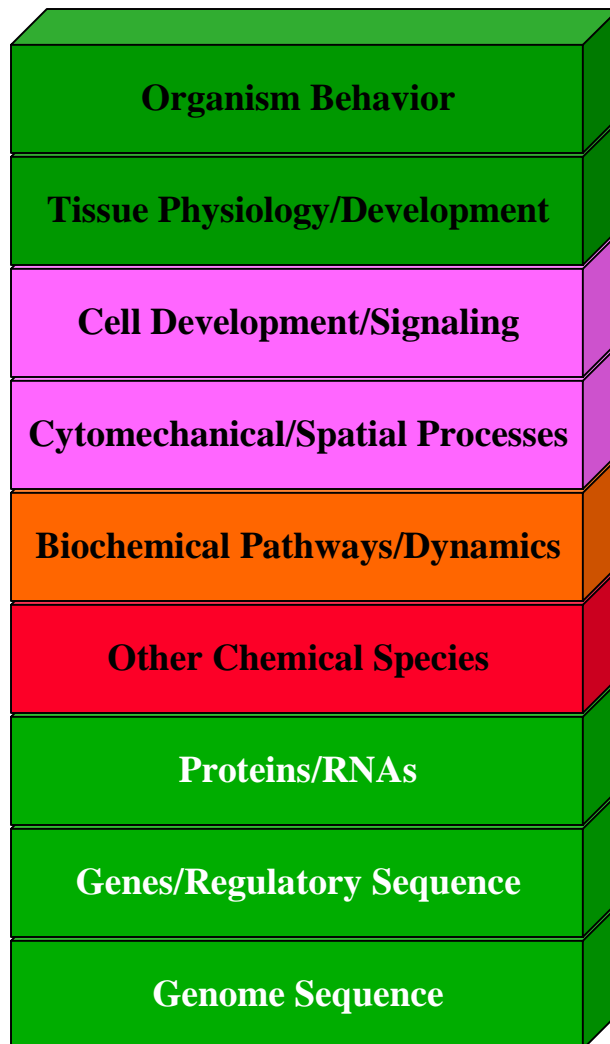 Organism Behavior
Tissue Physiology/Development
Cell Development/Signaling
Cytomechanical/Spatial Processes
Biochemical Pathways/Dynamics
Other Chemical Species
Proteins/RNAs
Genes/Regulatory Sequence
Genome Sequence